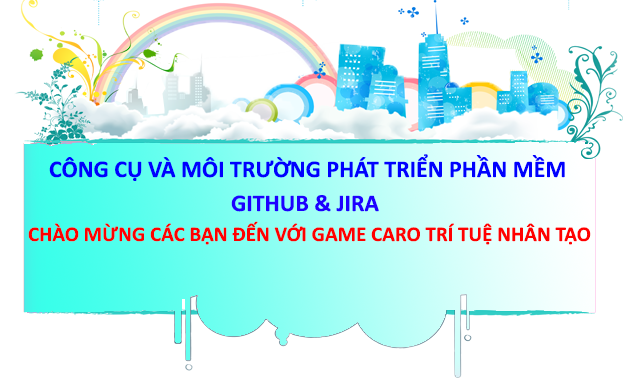 CÔNG CỤ VÀ MÔI TRƯỜNG PHÁT TRIỂN PHẦN MỀM
GITHUB & JIRA
CHÀO MỪNG CÁC BẠN ĐẾN VỚI GAME CARO TRÍ TUỆ NHÂN TẠO